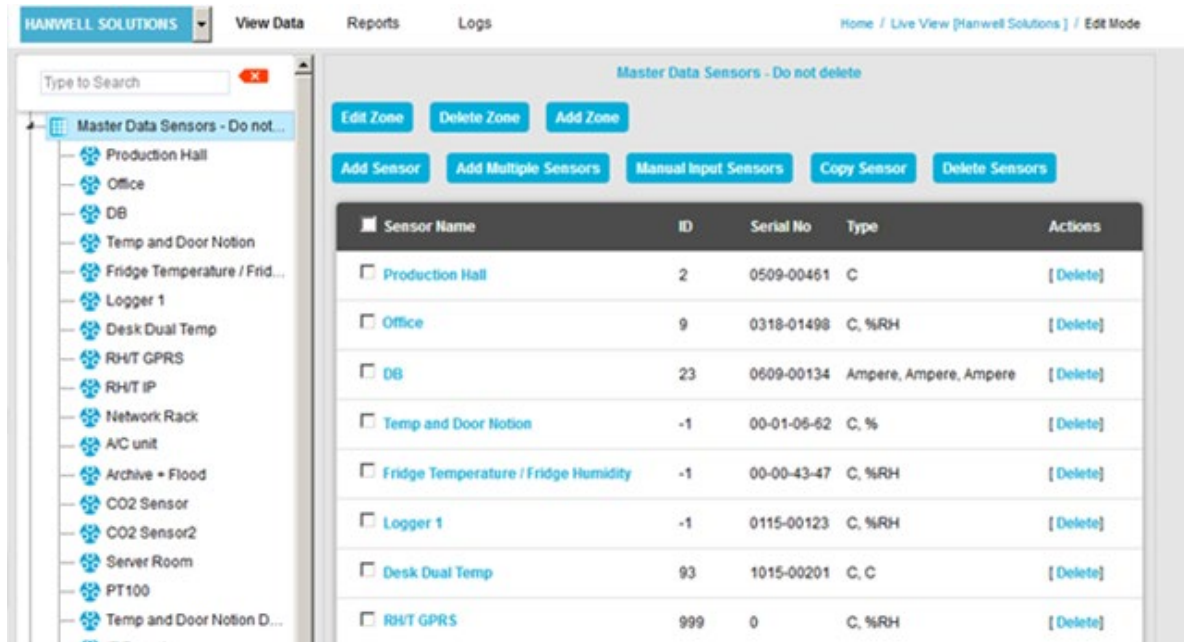 HANWELL SOLUTIONS View Data Reports Logs Home / Live View [Hanwell Solutions ] / Edit Mode
Type to Search
Master Data Sensors - Do not...
Production Hall
Office
DB
Temp and Door Notion
Fridge Temperature / Frid...
Logger 1
Desk Dual Temp
RH/T GPRS
RH/T IP
Network Rack
A/C unit
Archive + Flood
CO2 Sensor
CO2 Sensor2
Server Room
PT100
Temp and Door Notion D...
Master Data Sensors - Do not delete
Edit Zone Delete Zone Add Zone
Add Sensor Add Multiple Sensors Manual Input Sensors Copy Sensor Delete Sensors
Sensor Name ID Serial No Type Actions
Production Hall 2 0509-00461 C [ Delete]
Office 9 0318-01498 C, %RH [ Delete]
DB 23 0609-00134 Ampere, Ampere, Ampere [ Delete]
Temp and Door Notion -1 00-01-06-62 C, % [ Delete]
Fridge Temperature / Fridge Humidity -1 00-00-43-47 C, %RH [ Delete]
Logger 1 -1 0115-00123 C, %RH [ Delete]
Desk Dual Temp 93 1015-00201 C, C [ Delete]
RH/T GPRS 999 0 C, %RH [ Delete]